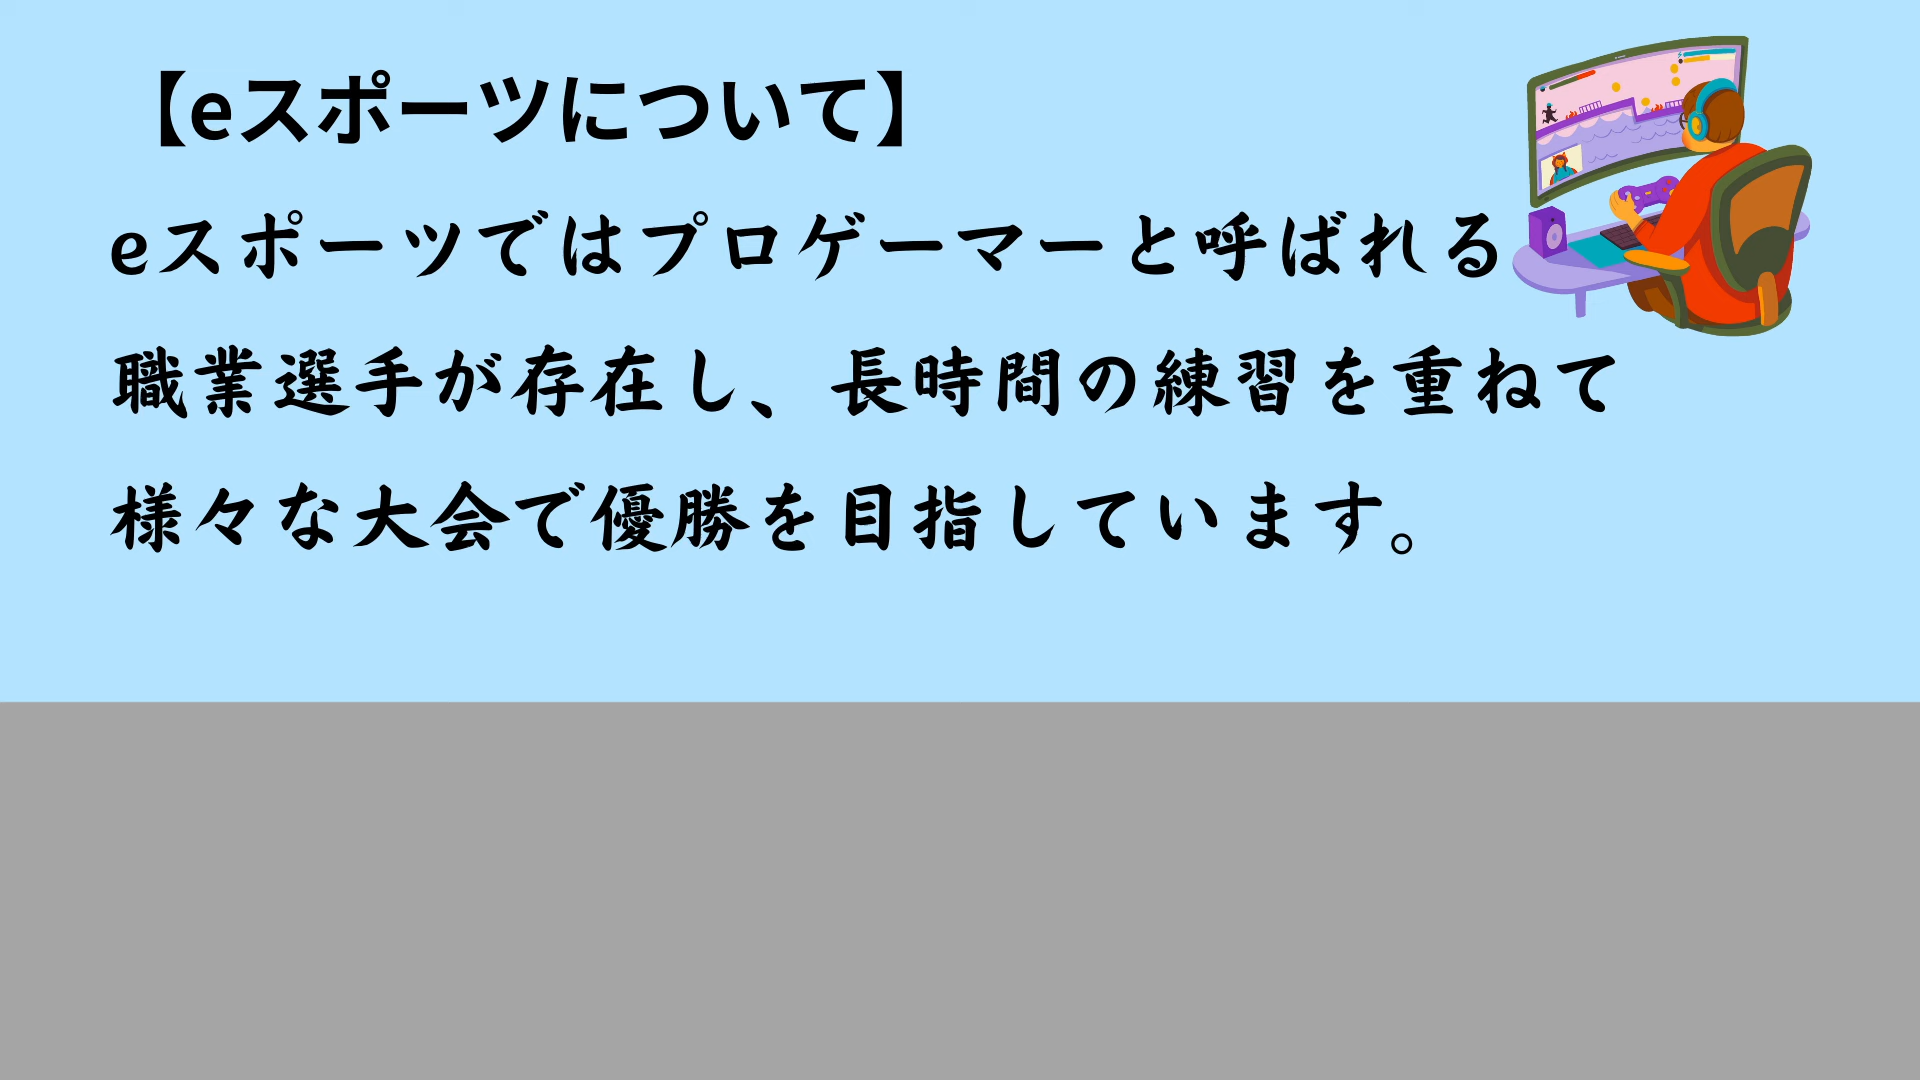 【eスポーツについて】
eスポーツではプロゲーマーと呼ばれる
職業選手が存在し、長時間の練習を重ねて
様々な大会で優勝を目指しています。